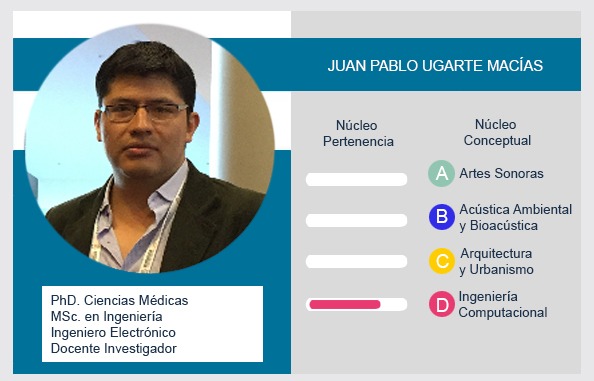 JUAN PABLO UGARTE MACÍAS
Núcleo
Pertenencia
Núcleo
Conceptual
A Artes Sonoras
B Acústica Ambiental
y Bioacústica
C Arquitectura
y Urbanismo
D Ingeniería
Computacional
PhD. Ciencias Médicas
MSc. en Ingeniería
Ingeniero Electrónico
Docente Investigador